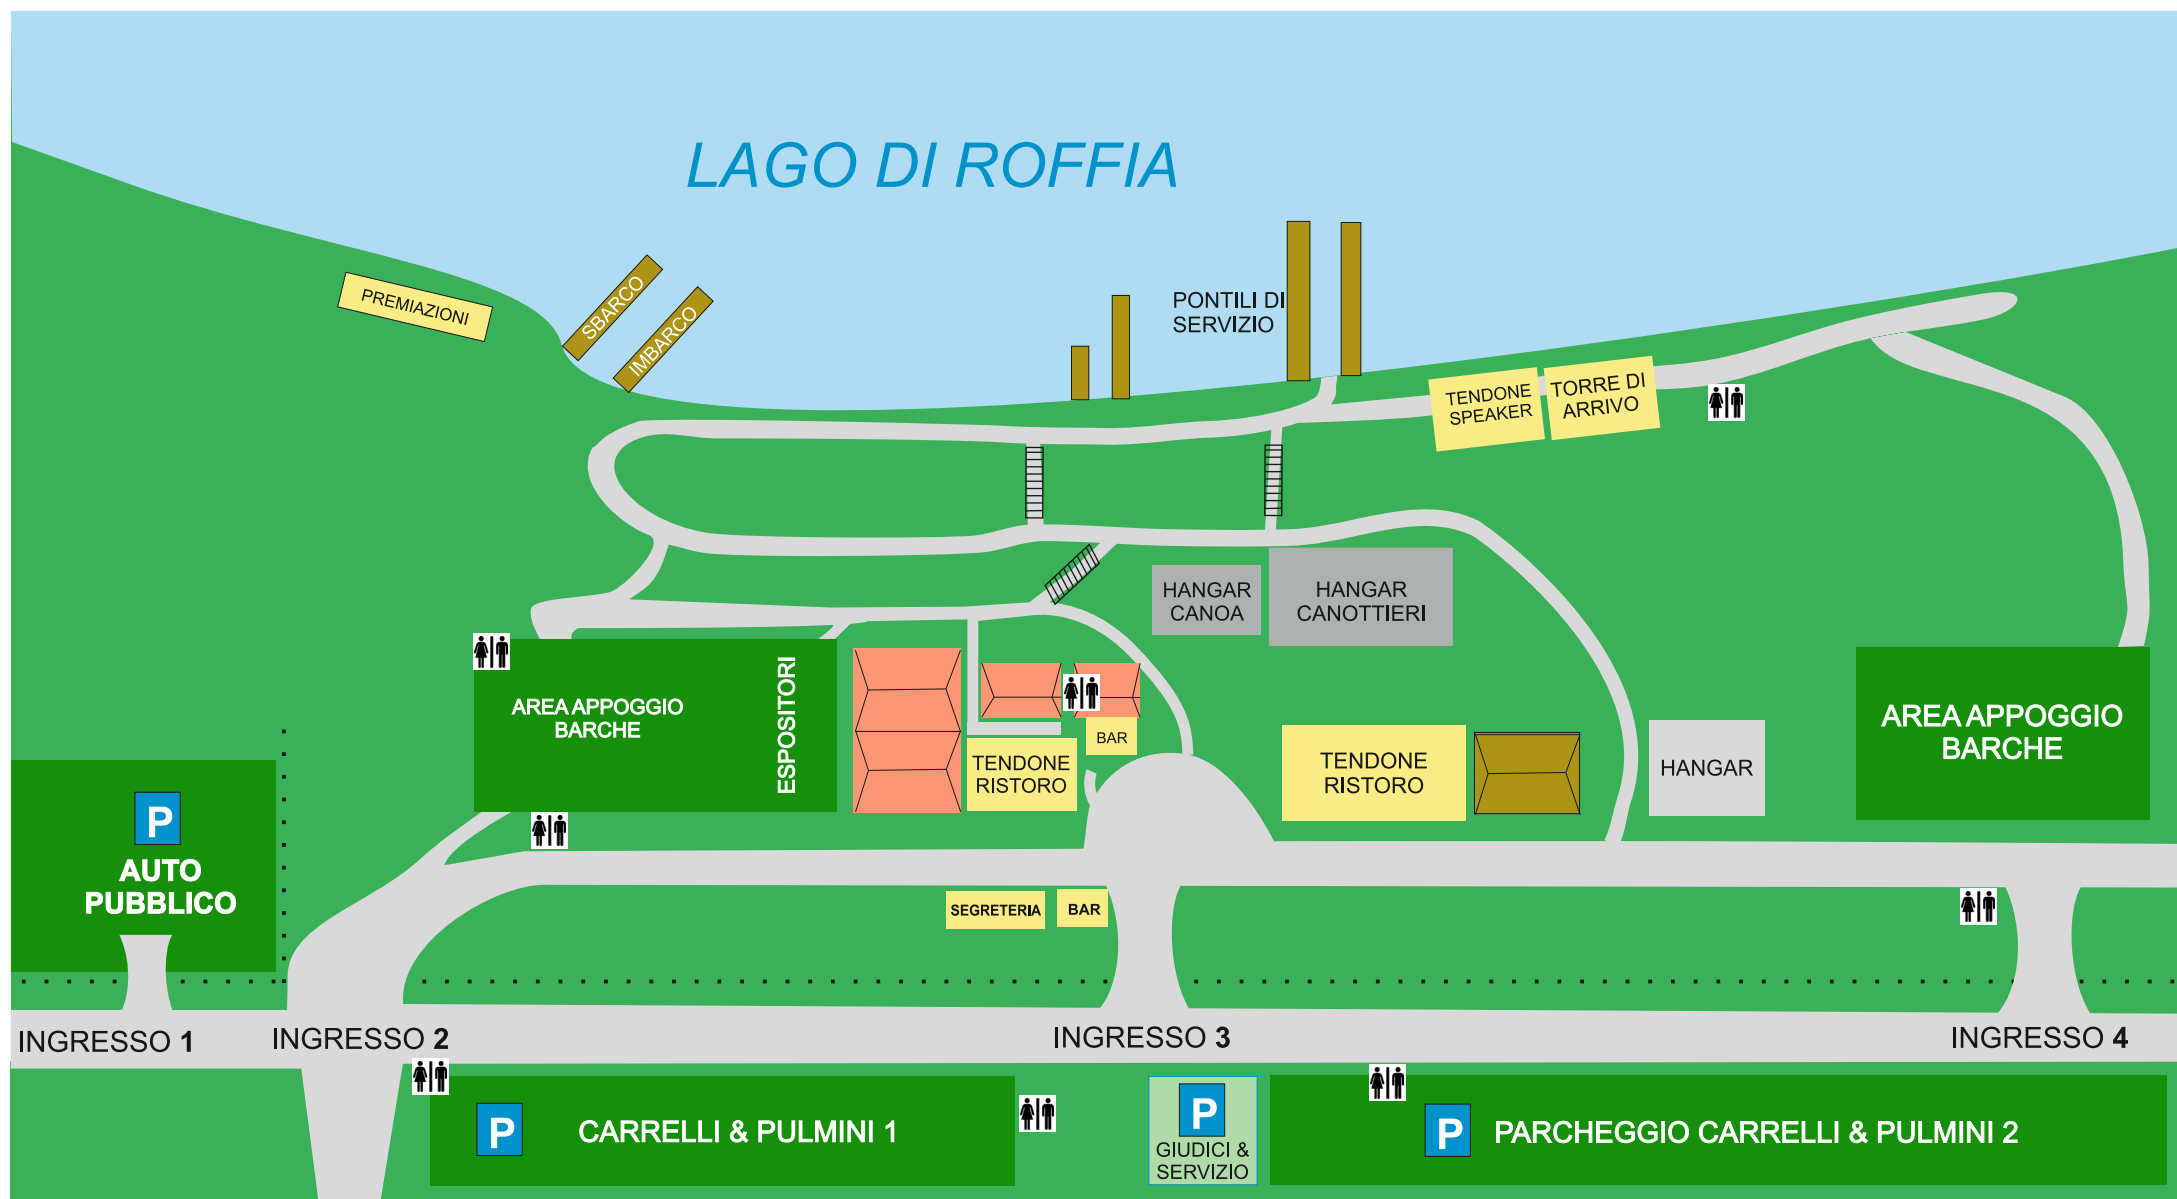 LAGO DI ROFFIA
PREMIAZIONI
SBARCO
IMBARCO
PONTILI DI
SERVIZIO
TENDONE
SPEAKER
TORRE DI
ARRIVO
HANGAR
CANOA
HANGAR
CANOTTIERI
AREA APPOGGIO
BARCHE
ESPOSITORI
BAR
TENDONE
RISTORO
TENDONE
RISTORO
HANGAR
AREA APPOGGIO
BARCHE
P
AUTO
PUBBLICO
SEGRETERIA
BAR
INGRESSO 1
INGRESSO 2
INGRESSO 3
INGRESSO 4
P
CARRELLI & PULMINI 1
P
GIUDICI &
SERVIZIO
P
PARCHEGGIO CARRELLI & PULMINI 2